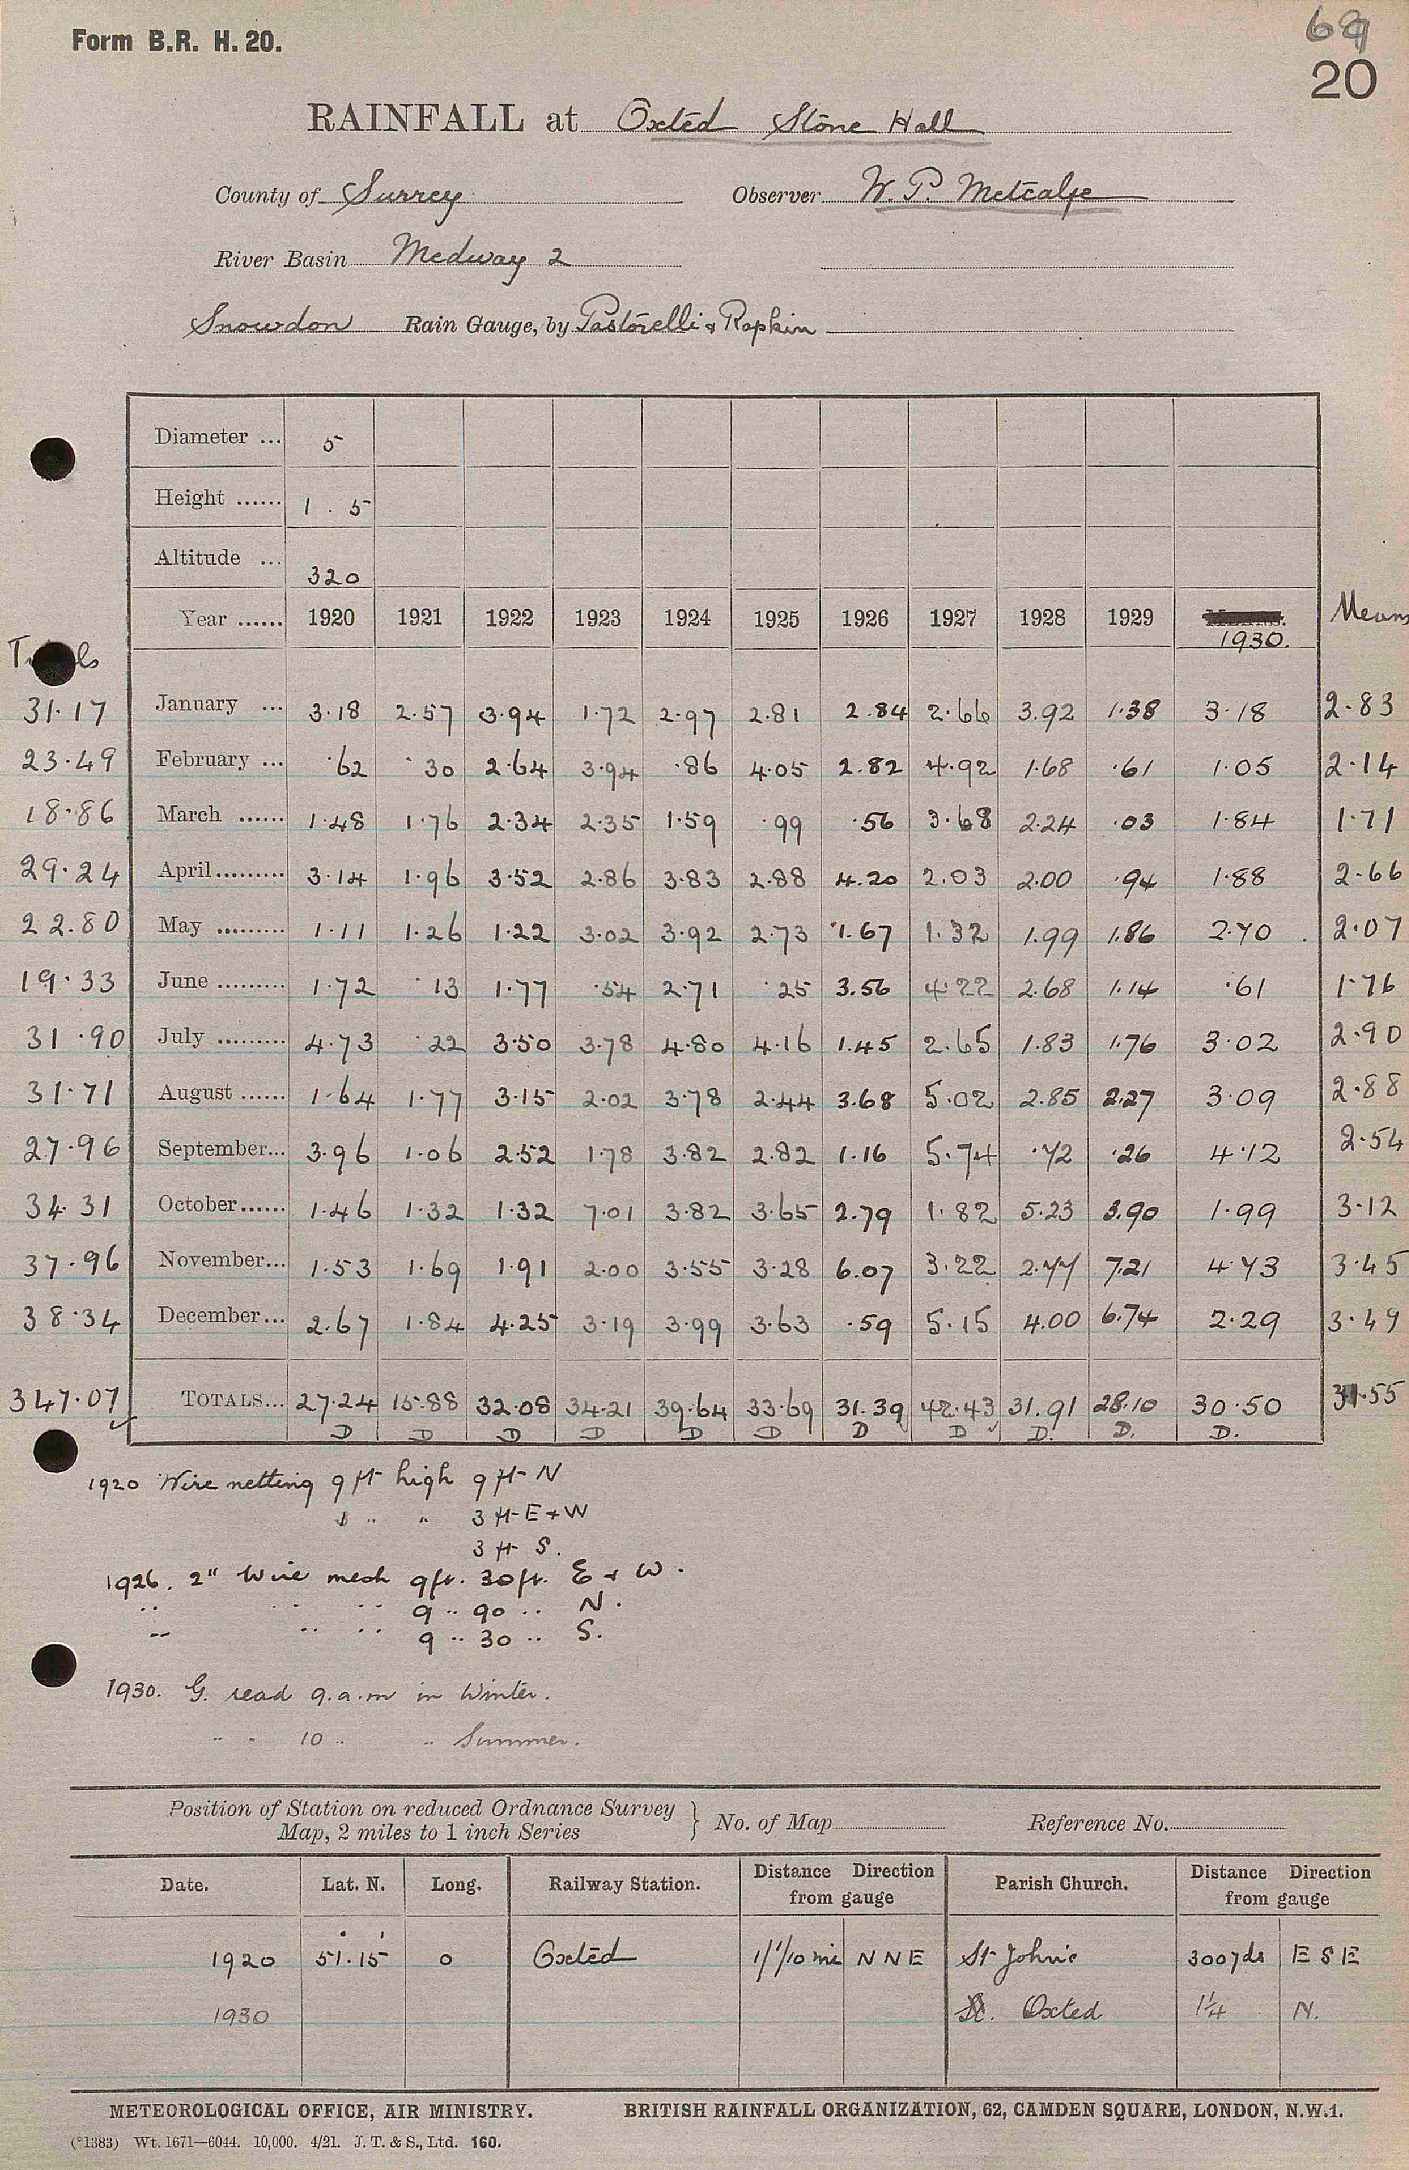 Form B.R. H. 20.
20
RAINFALL at Oxted Stone Hall
County of Surrey Observer W. P. Metcalfe
River Basin Medway 2
Snowdon Rain Gauge, by Pastorelli & Rapkin
Diameter ... 5
Height ...... 1 . 5
Altitude ... 320
Year ...... 1920 1921 1922 1923 1924 1925 1926 1927 1928 1929 1930. Means
31.17 January ... 3.18 2.57 3.94 1.72 2.97 2.81 2.84 2.66 3.92 1.38 3.18 2.83
23.49 February ... .62 .30 2.64 3.94 .86 4.05 2.82 4.92 1.68 .61 1.05 2.14
18.86 March ...... 1.48 1.76 2.34 2.35 1.59 .99 .56 3.68 2.24 .03 1.84 1.71
29.24 April ......... 3.14 1.96 3.52 2.86 3.83 2.88 4.20 2.03 2.00 .94 1.88 2.66
22.80 May ......... 1.11 1.26 1.22 3.02 3.92 2.73 1.67 1.32 1.99 1.86 2.70 2.07
19.33 June ......... 1.72 .13 1.77 .54 2.71 .25 3.56 4.22 2.68 1.14 .61 1.76
31.90 July ......... 4.73 .22 3.50 3.78 4.80 4.16 1.45 2.65 1.83 1.76 3.02 2.90
31.71 August ...... 1.64 1.77 3.15 2.02 3.78 2.44 3.68 5.02 2.85 2.27 3.09 2.88
27.96 September... 3.96 1.06 2.52 1.78 3.82 2.82 1.16 5.74 .72 .26 4.12 2.54
34.31 October...... 1.46 1.32 1.32 7.01 3.82 3.65 2.79 1.82 5.23 3.90 1.99 3.12
37.96 November... 1.53 1.69 1.91 2.00 3.55 3.28 6.07 3.22 2.77 7.21 4.73 3.45
38.34 December... 2.67 1.84 4.25 3.19 3.99 3.63 .59 5.15 4.00 6.74 2.29 3.49
347.07 TOTALS... 27.24 15.88 32.08 34.21 39.64 33.69 31.39 42.43 31.91 28.10 30.50 31.55
D D D D D D D D D. D. D.
1920 Wire netting 9 ft high 9 ft N
" " 3 ft E & W
3 ft S.
1926. 2" Wire mesh 9ft. 30ft. E & W.
" " " 9 " 90 " N.
" " " 9 " 30 " S.
1930. G. read 9.a.m in Winter.
" " 10 " " Summer.
Position of Station on reduced Ordnance Survey
Map, 2 miles to 1 inch Series } No. of Map Reference No.
Date. Lat. N. Long. Railway Station. Distance Direction from gauge Parish Church. Distance Direction from gauge
1920 51°.15' 0 Oxted 1 1/10 mi N N E St John's 300 yds E S E
1930 Oxted 1¼ N.
METEOROLOGICAL OFFICE, AIR MINISTRY. BRITISH RAINFALL ORGANIZATION, 62, CAMDEN SQUARE, LONDON, N.W.1.
(*1383) Wt. 1671—6044. 10,000. 4/21. J. T. & S., Ltd. 160.